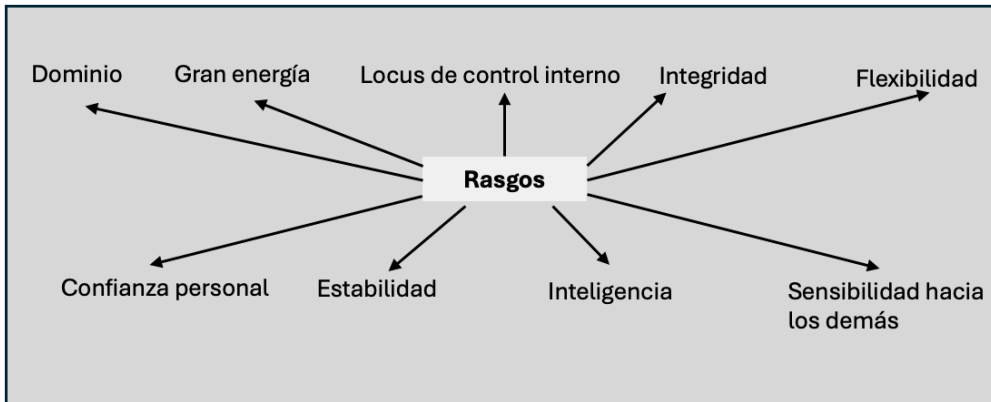 Dominio
Gran energía
Locus de control interno
Integridad
Flexibilidad
Rasgos
Confianza personal
Estabilidad
Inteligencia
Sensibilidad hacia
los demás